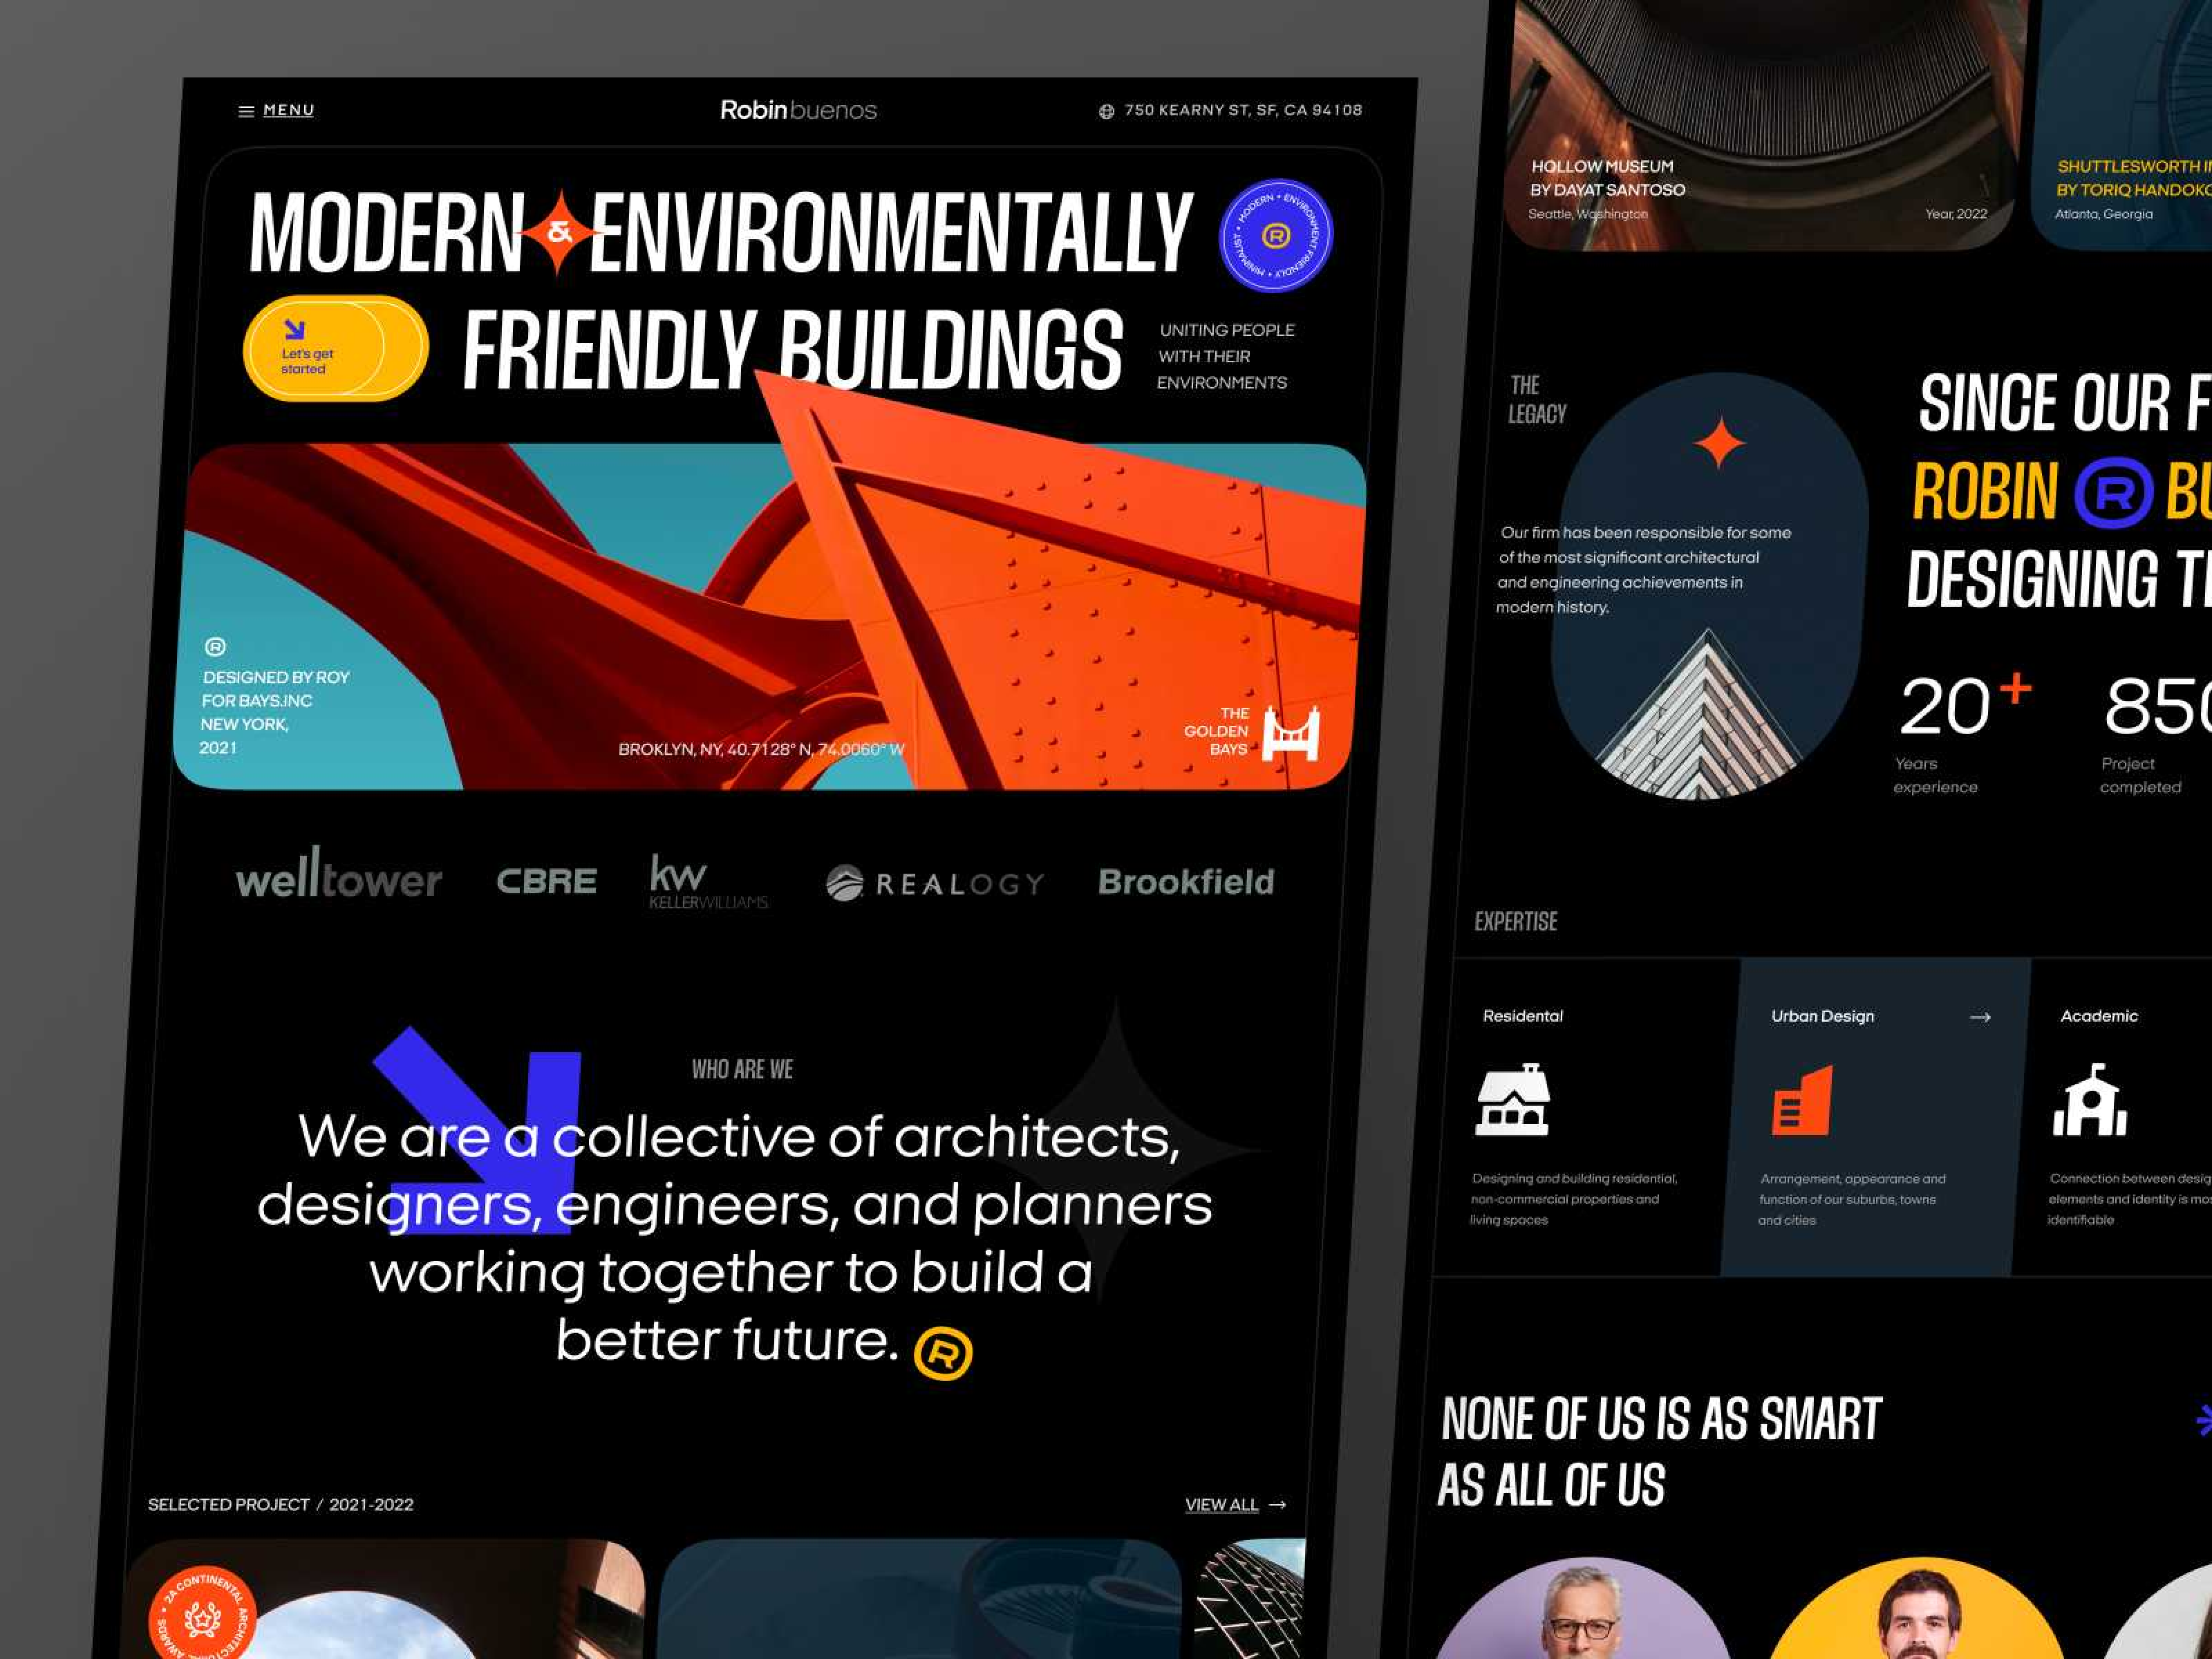 MENU
Robinbuenos
750 KEARNY ST, SF, CA 94108
MODERN & ENVIRONMENTALLY
MODERN • ENVIRONMENT FRIENDLY • MINIMALIST •
R
Let's get
started
FRIENDLY BUILDINGS
UNITING PEOPLE
WITH THEIR
ENVIRONMENTS
R
DESIGNED BY ROY
FOR BAYS.INC
NEW YORK,
2021
BROKLYN, NY, 40.7128° N, 74.0060° W
THE
GOLDEN
BAYS
welltower
CBRE
kw
KELLERWILLIAMS.
REALOGY
Brookfield
WHO ARE WE
We are a collective of architects,
designers, engineers, and planners
working together to build a
better future. R
SELECTED PROJECT / 2021-2022
VIEW ALL →
2A CONTINENTAL ARCHITECTURAL AWARDS •
HOLLOW MUSEUM
BY DAYAT SANTOSO
Seattle, Washington
Year, 2022
SHUTTLESWORTH
BY TORIQ HANDOKO
Atlanta, Georgia
THE
LEGACY
Our firm has been responsible for some
of the most significant architectural
and engineering achievements in
modern history.
SINCE OUR F
ROBIN R BU
DESIGNING
20+
Years
experience
850
Project
completed
EXPERTISE
Residental
Designing and building residential,
non-commercial properties and
living spaces
Urban Design →
Arrangement, appearance and
function of our suburbs, towns
and cities
Academic
Connection between desig
elements and identity is mo
identifiable
NONE OF US IS AS SMART
AS ALL OF US